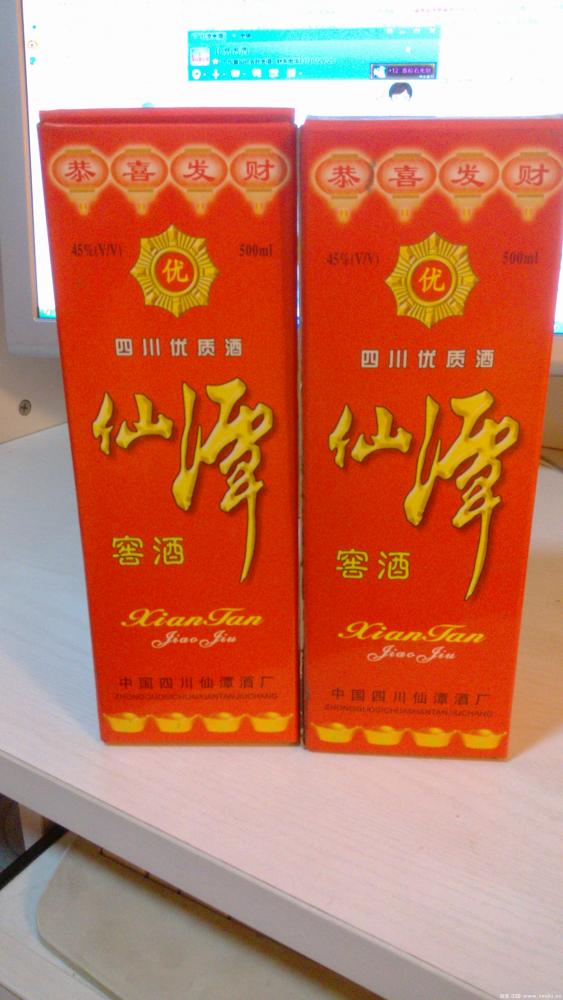 恭喜发财
45%(V/V)
500ml
优
四川优质酒
仙潭
窖酒
XianTan
JiaoJiu
中国四川仙潭酒厂
ZHONGGUOSICHUANXIANTANJIUCHANG
恭喜发财
45%(V/V)
500ml
优
四川优质酒
仙潭
窖酒
XianTan
JiaoJiu
中国四川仙潭酒厂
ZHONGGUOSICHUANXIANTANJIUCHANG